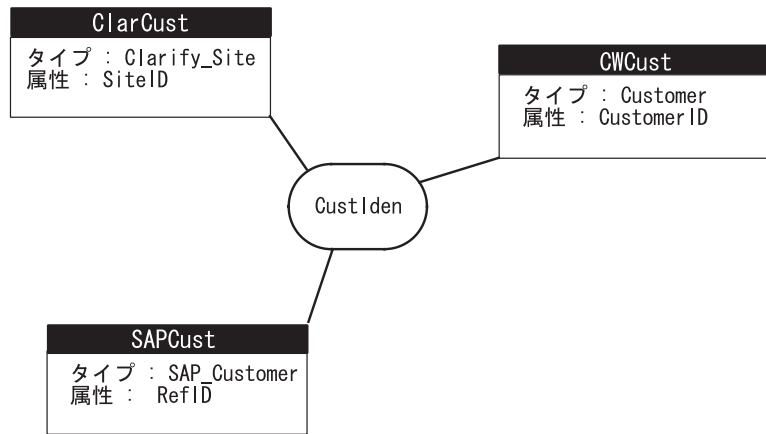 ClarCust
タイプ : Clarify_Site
属性 : SiteID
CWCust
タイプ : Customer
属性 : CustomerID
CustIden
SAPCust
タイプ : SAP_Customer
属性 : RefID